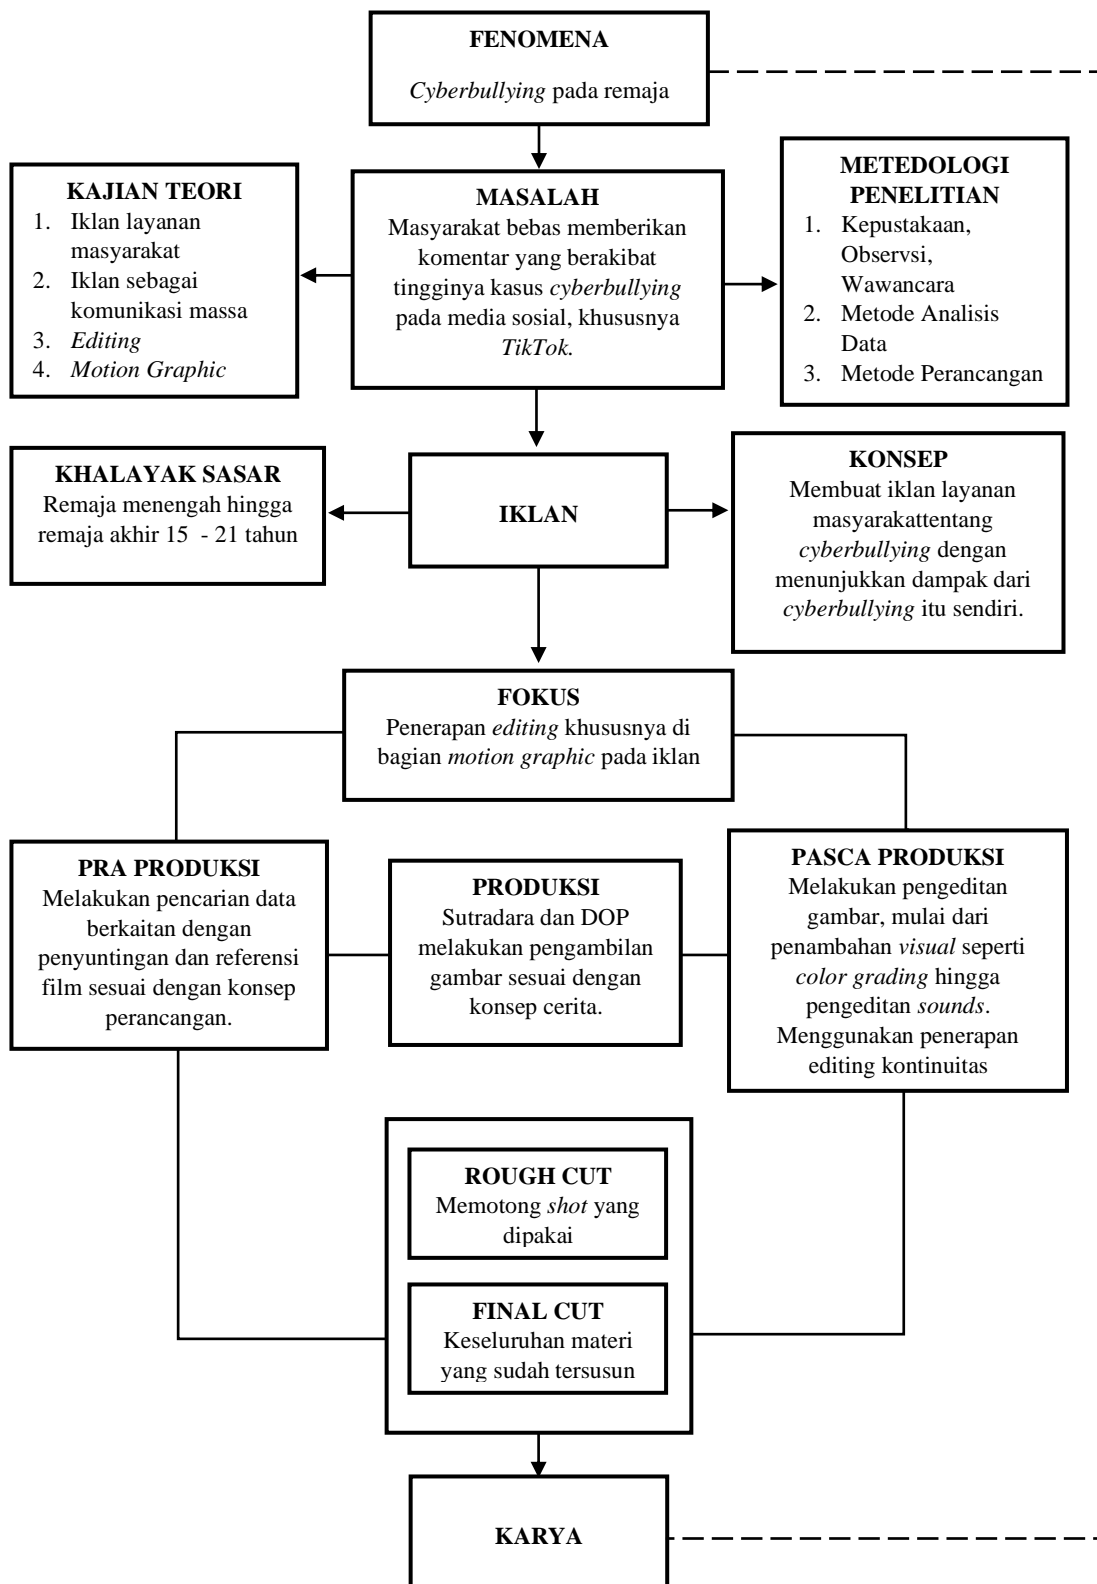 FENOMENA
Cyberbullying pada remaja
KAJIAN TEORI
1. Iklan layanan
masyarakat
2. Iklan sebagai
komunikasi massa
3. Editing
4. Motion Graphic
MASALAH
Masyarakat bebas memberikan
komentar yang berakibat
tingginya kasus cyberbullying
pada media sosial, khususnya
TikTok.
METEDOLOGI
PENELITIAN
1. Kepustakaan,
Observsi,
Wawancara
2. Metode Analisis
Data
3. Metode Perancangan
KHALAYAK SASAR
Remaja menengah hingga
remaja akhir 15 - 21 tahun
IKLAN
KONSEP
Membuat iklan layanan
masyarakattentang
cyberbullying dengan
menunjukkan dampak dari
cyberbullying itu sendiri.
FOKUS
Penerapan editing khususnya di
bagian motion graphic pada iklan
PRA PRODUKSI
Melakukan pencarian data
berkaitan dengan
penyuntingan dan referensi
film sesuai dengan konsep
perancangan.
PRODUKSI
Sutradara dan DOP
melakukan pengambilan
gambar sesuai dengan
konsep cerita.
PASCA PRODUKSI
Melakukan pengeditan
gambar, mulai dari
penambahan visual seperti
color grading hingga
pengeditan sounds.
Menggunakan penerapan
editing kontinuitas
ROUGH CUT
Memotong shot yang
dipakai
FINAL CUT
Keseluruhan materi
yang sudah tersusun
KARYA